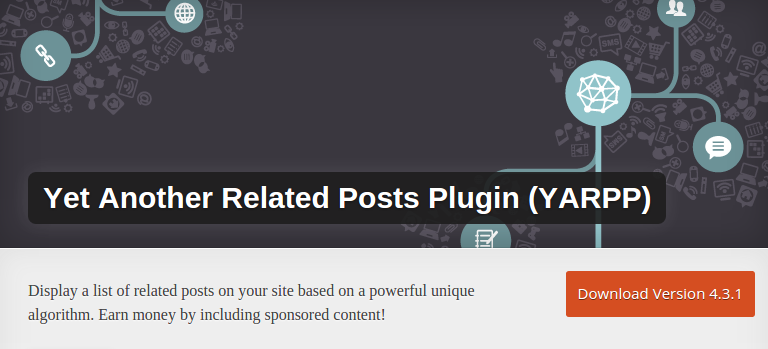 SMS
Yet Another Related Posts Plugin (YARPP)
Display a list of related posts on your site based on a powerful unique
algorithm. Earn money by including sponsored content!
Download Version 4.3.1